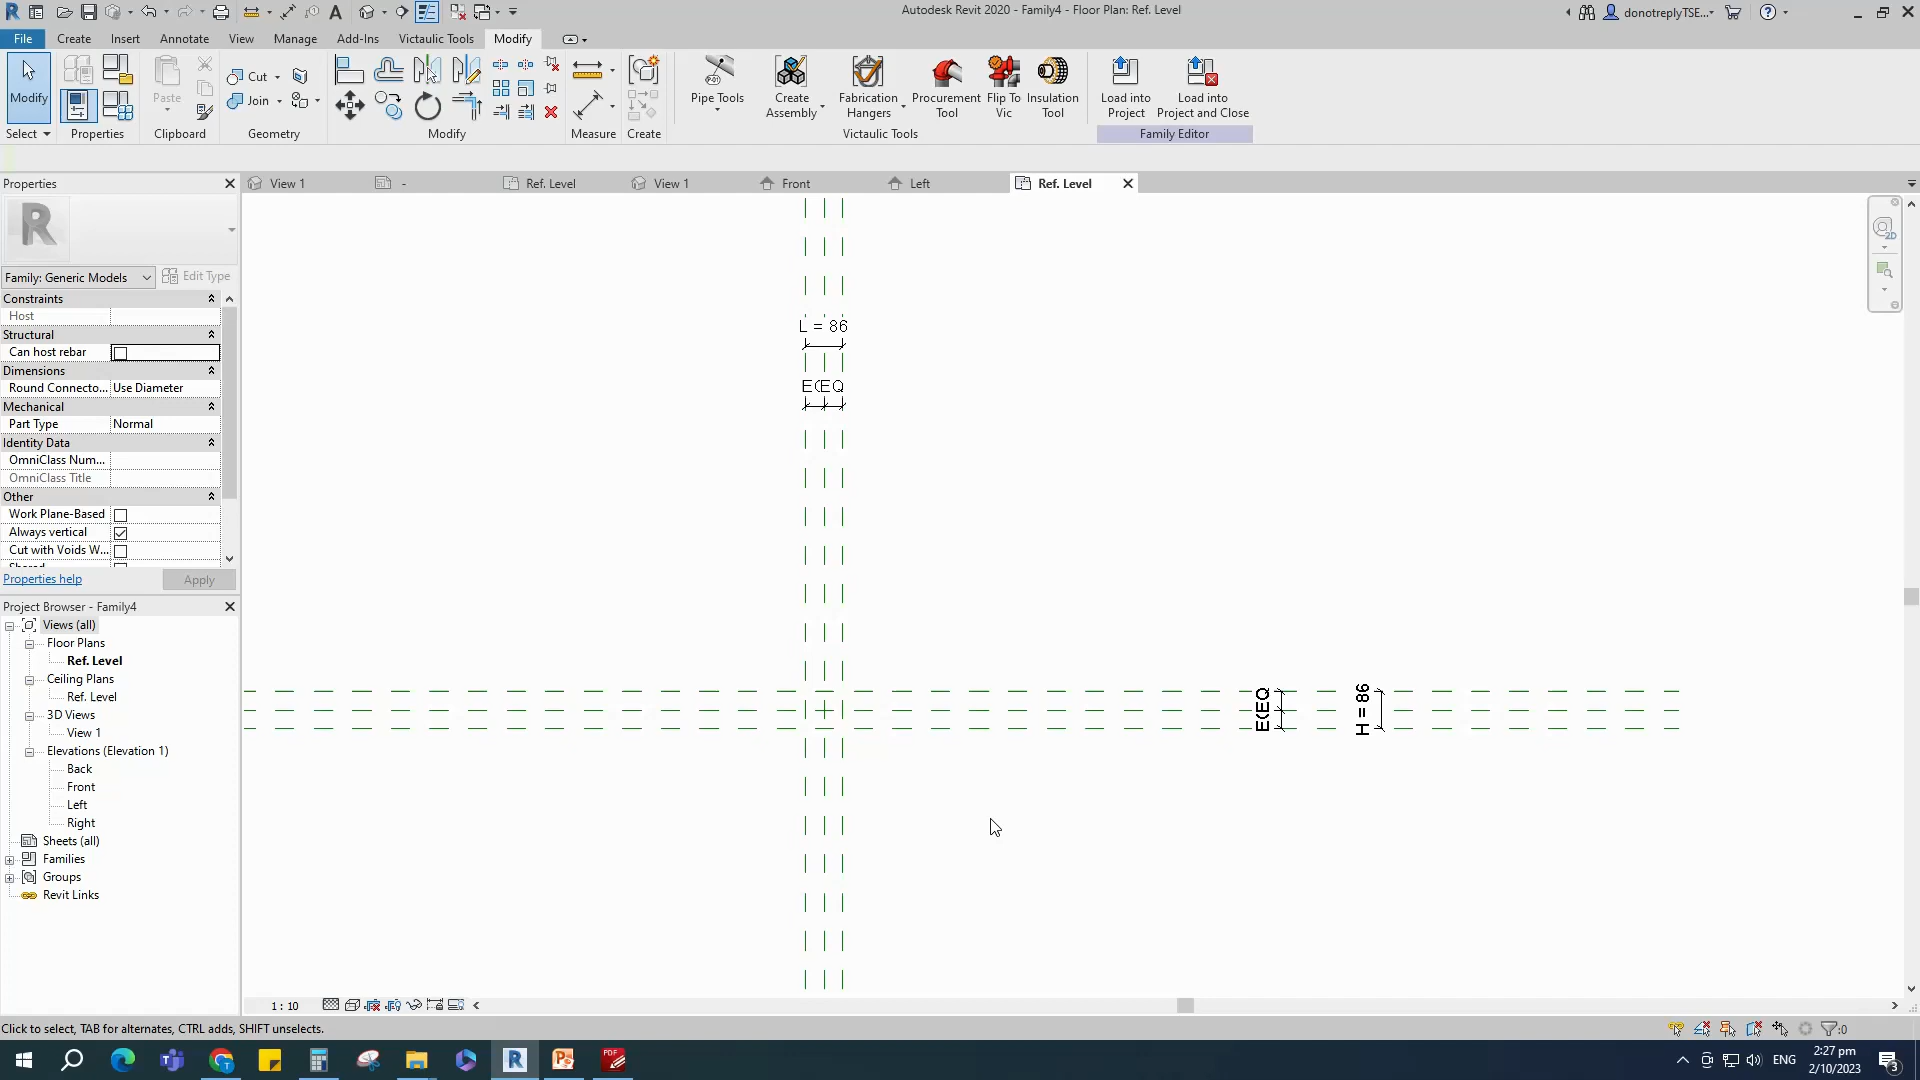 Autodesk Revit 2020 - Family4 - Floor Plan: Ref. Level
donotreplyTSE...
File Create Insert Annotate View Manage Add-Ins Victaulic Tools Modify
Modify
Paste
Cut
Join
Pipe Tools
Create Assembly
Fabrication Hangers
Procurement Tool
Flip To Vic
Insulation Tool
Load into Project
Load into Project and Close
Select Properties Clipboard Geometry Modify Measure Create Victaulic Tools Family Editor
Properties
View 1 - Ref. Level View 1 Front Left Ref. Level
Family: Generic Models Edit Type
Constraints
Host
Structural
Can host rebar
Dimensions
Round Connecto... Use Diameter
Mechanical
Part Type Normal
Identity Data
OmniClass Num...
OmniClass Title
Other
Work Plane-Based
Always vertical
Cut with Voids W...
Shared
Properties help Apply
Project Browser - Family4
Views (all)
Floor Plans
Ref. Level
Ceiling Plans
Ref. Level
3D Views
View 1
Elevations (Elevation 1)
Back
Front
Left
Right
Sheets (all)
Families
Groups
Revit Links
L = 86
EQ
EQ
H = 86
2D
1 : 10
Click to select, TAB for alternates, CTRL adds, SHIFT unselects.
:0
ENG
2:27 pm
2/10/2023
3